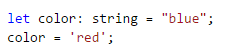 let color: string = "blue";
color = 'red';